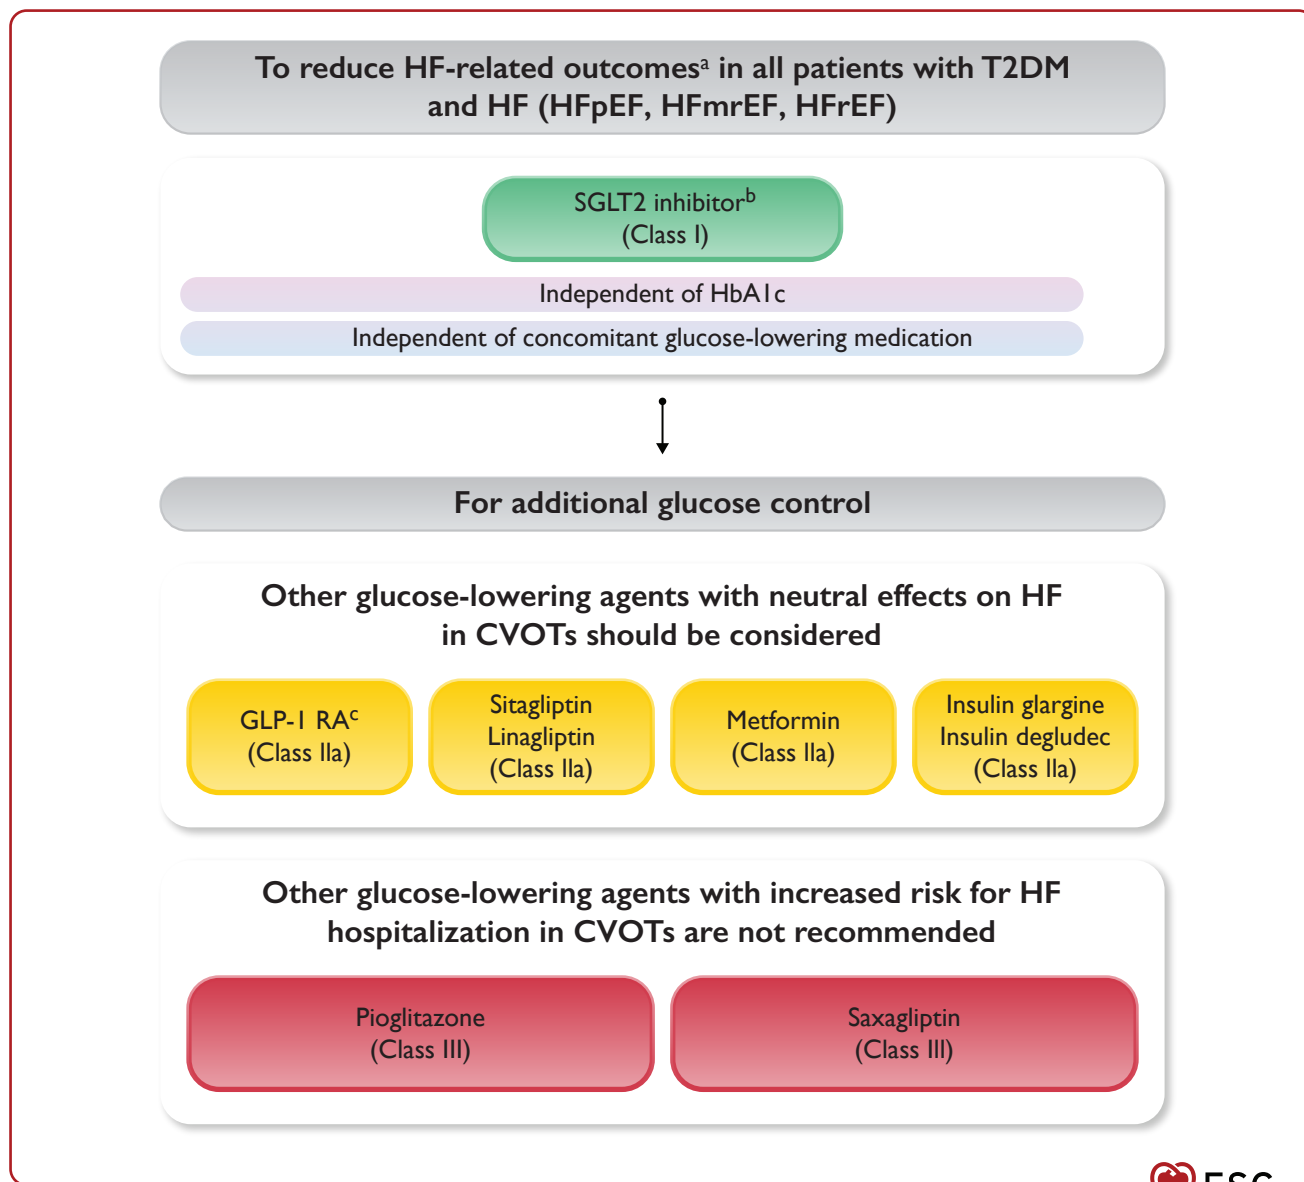 To reduce HF-related outcomesᵃ in all patients with T2DM
and HF (HFpEF, HFmrEF, HFrEF)
SGLT2 inhibitorᵇ
(Class I)
Independent of HbA1c
Independent of concomitant glucose-lowering medication
For additional glucose control
Other glucose-lowering agents with neutral effects on HF
in CVOTs should be considered
GLP-1 RAᶜ
(Class IIa)
Sitagliptin
Linagliptin
(Class IIa)
Metformin
(Class IIa)
Insulin glargine
Insulin degludec
(Class IIa)
Other glucose-lowering agents with increased risk for HF
hospitalization in CVOTs are not recommended
Pioglitazone
(Class III)
Saxagliptin
(Class III)
ESC